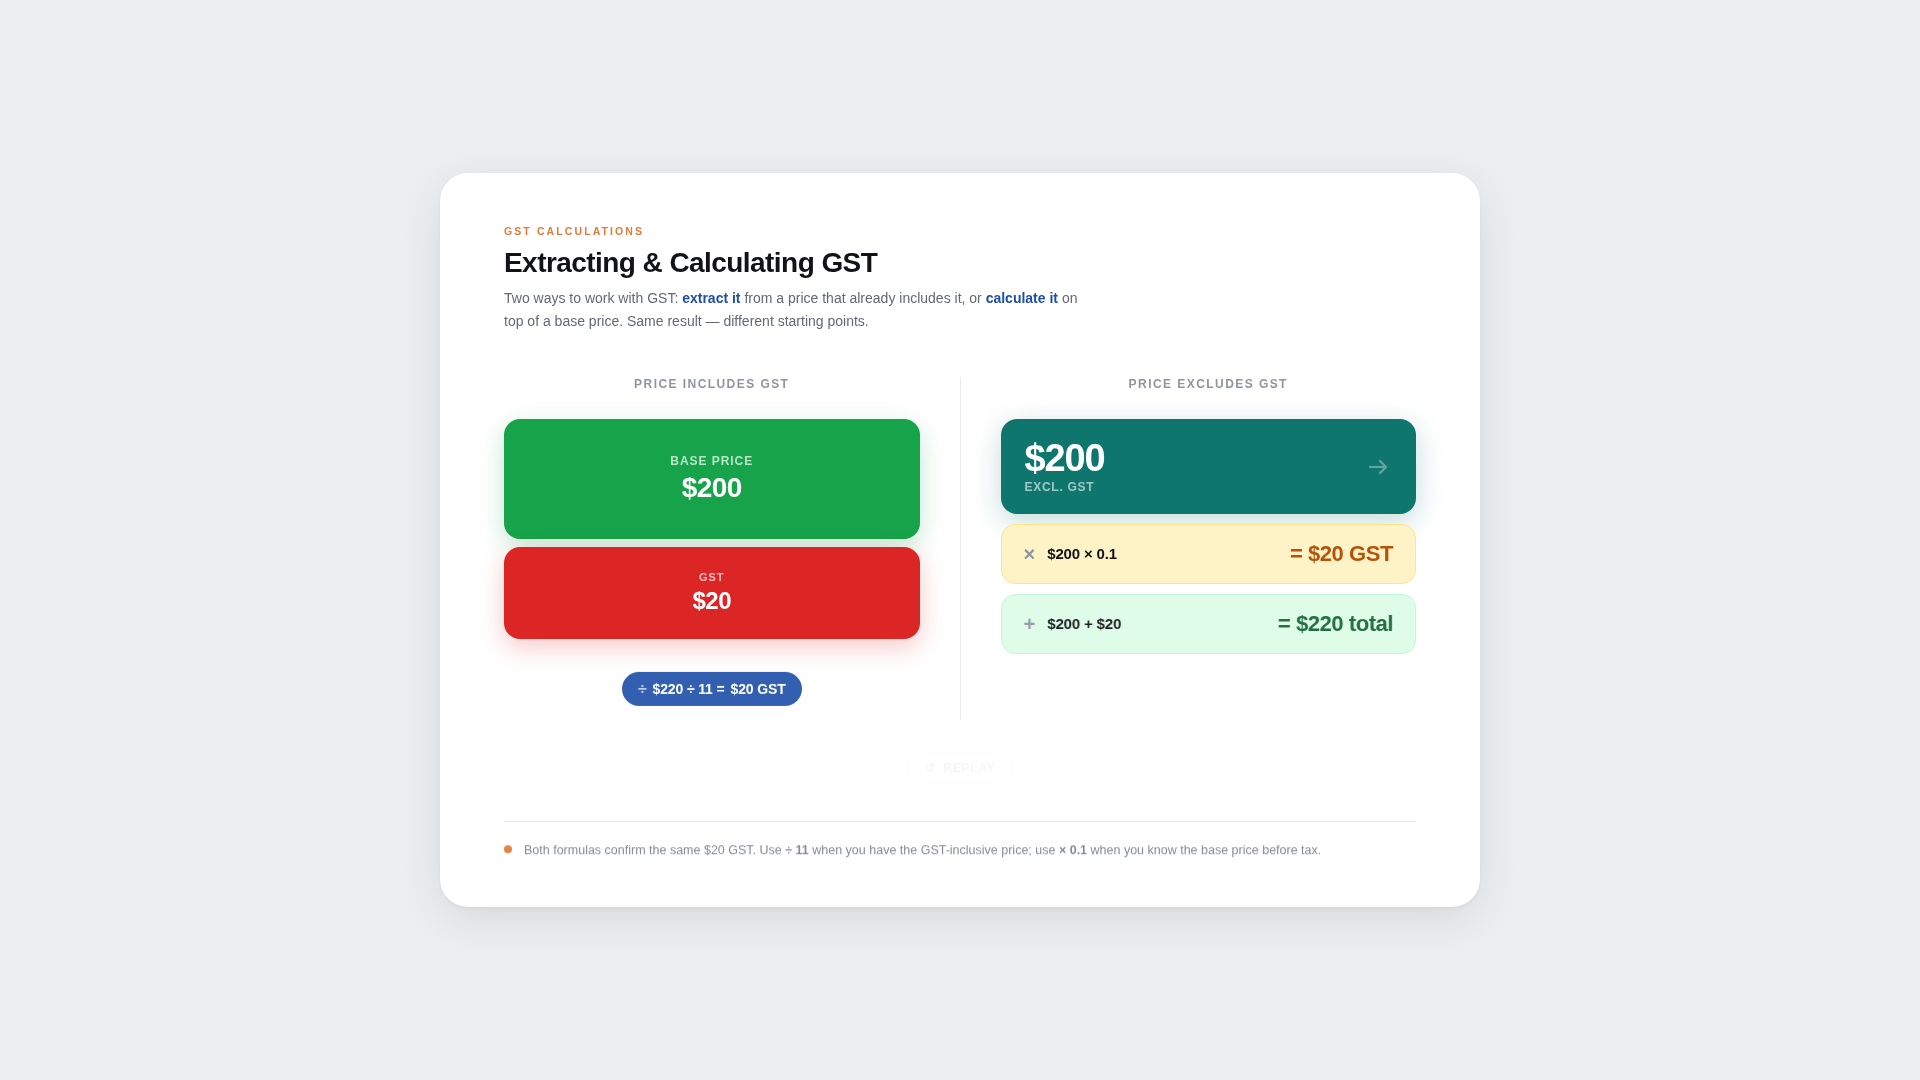 GST CALCULATIONS
Extracting & Calculating GST
Two ways to work with GST: extract it from a price that already includes it, or calculate it on
top of a base price. Same result — different starting points.
PRICE INCLUDES GST
BASE PRICE
$200
GST
$20
÷ $220 ÷ 11 = $20 GST
PRICE EXCLUDES GST
$200
EXCL. GST
→
× $200 × 0.1 = $20 GST
+ $200 + $20 = $220 total
↺ REPLAY
Both formulas confirm the same $20 GST. Use ÷ 11 when you have the GST-inclusive price; use × 0.1 when you know the base price before tax.